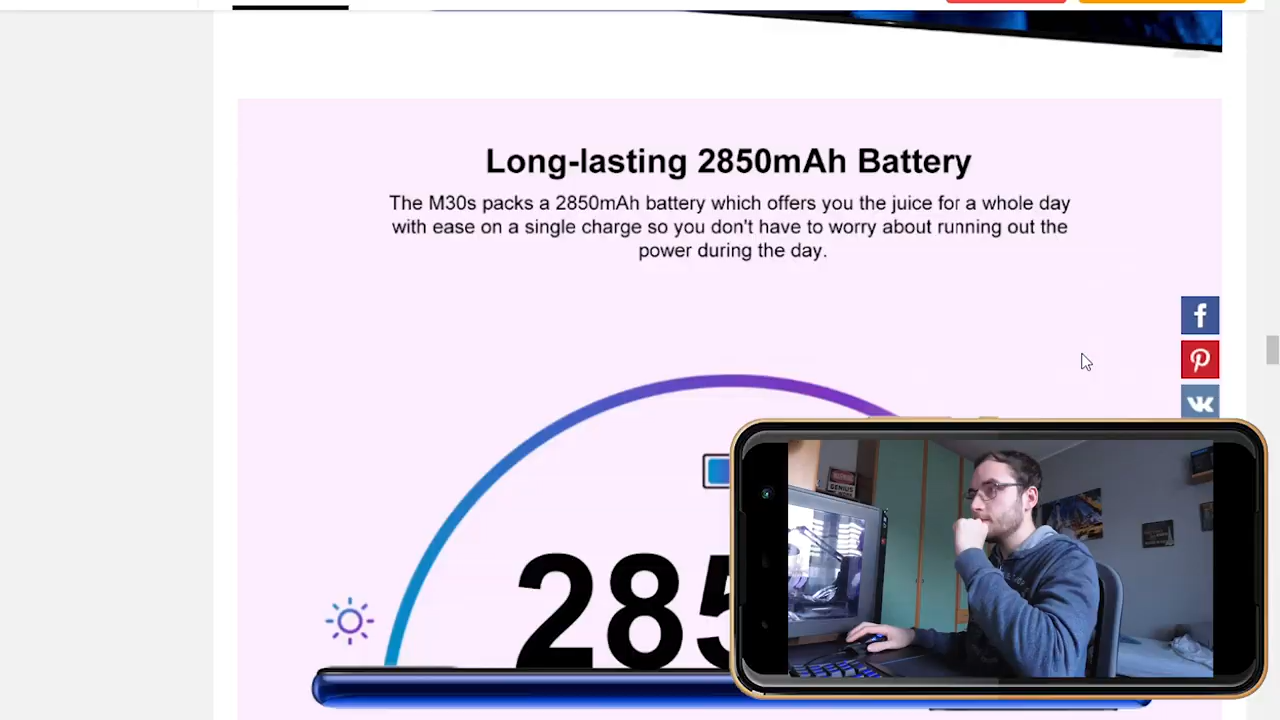 Long-lasting 2850mAh Battery
The M30s packs a 2850mAh battery which offers you the juice for a whole day
with ease on a single charge so you don't have to worry about running out the
power during the day.
285
GENIUS